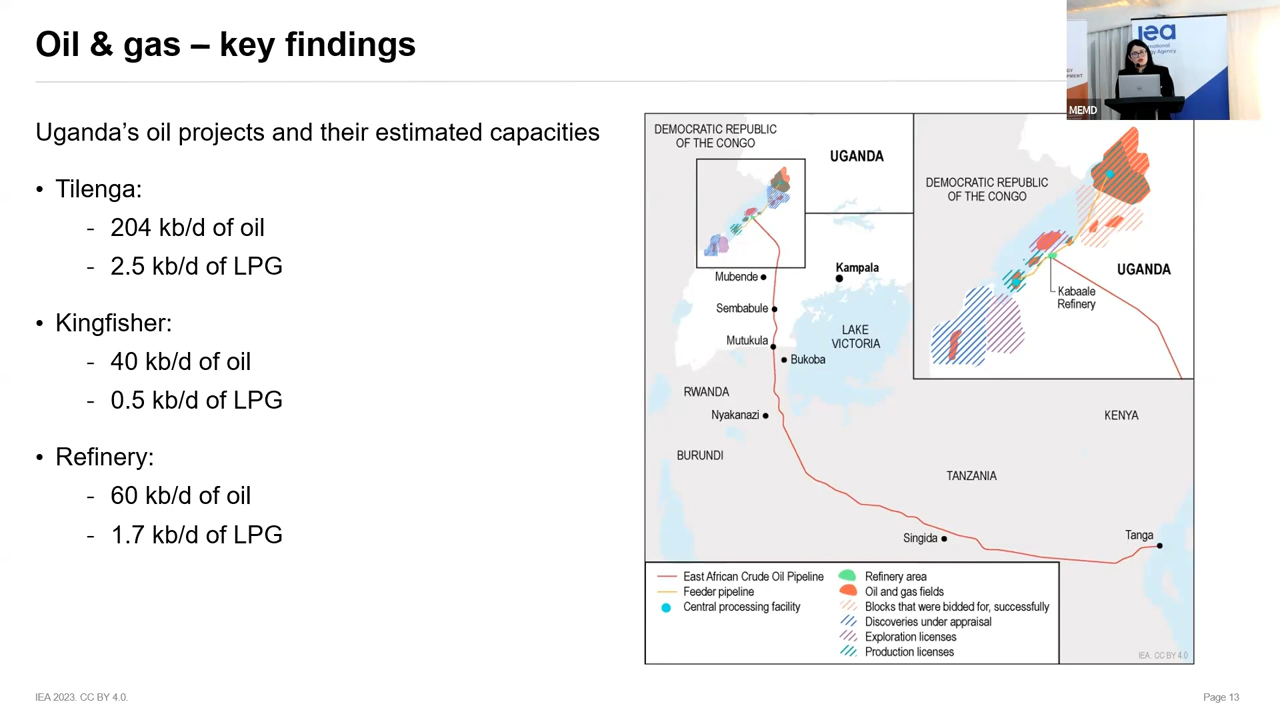 Oil & gas – key findings
iea
International
Energy Agency
MEMD
Uganda's oil projects and their estimated capacities
• Tilenga:
- 204 kb/d of oil
- 2.5 kb/d of LPG
• Kingfisher:
- 40 kb/d of oil
- 0.5 kb/d of LPG
• Refinery:
- 60 kb/d of oil
- 1.7 kb/d of LPG
DEMOCRATIC REPUBLIC
OF THE CONGO
UGANDA
Mubende
Kampala
Sembabule
Mutukula
LAKE
VICTORIA
Bukoba
RWANDA
Nyakanazi
BURUNDI
KENYA
TANZANIA
Singida
Tanga
DEMOCRATIC REPUBLIC
OF THE CONGO
UGANDA
Kabaale
Refinery
East African Crude Oil Pipeline
Feeder pipeline
Central processing facility
Refinery area
Oil and gas fields
Blocks that were bidded for, successfully
Discoveries under appraisal
Exploration licenses
Production licenses
IEA. CC BY 4.0
IEA 2023. CC BY 4.0.
Page 13